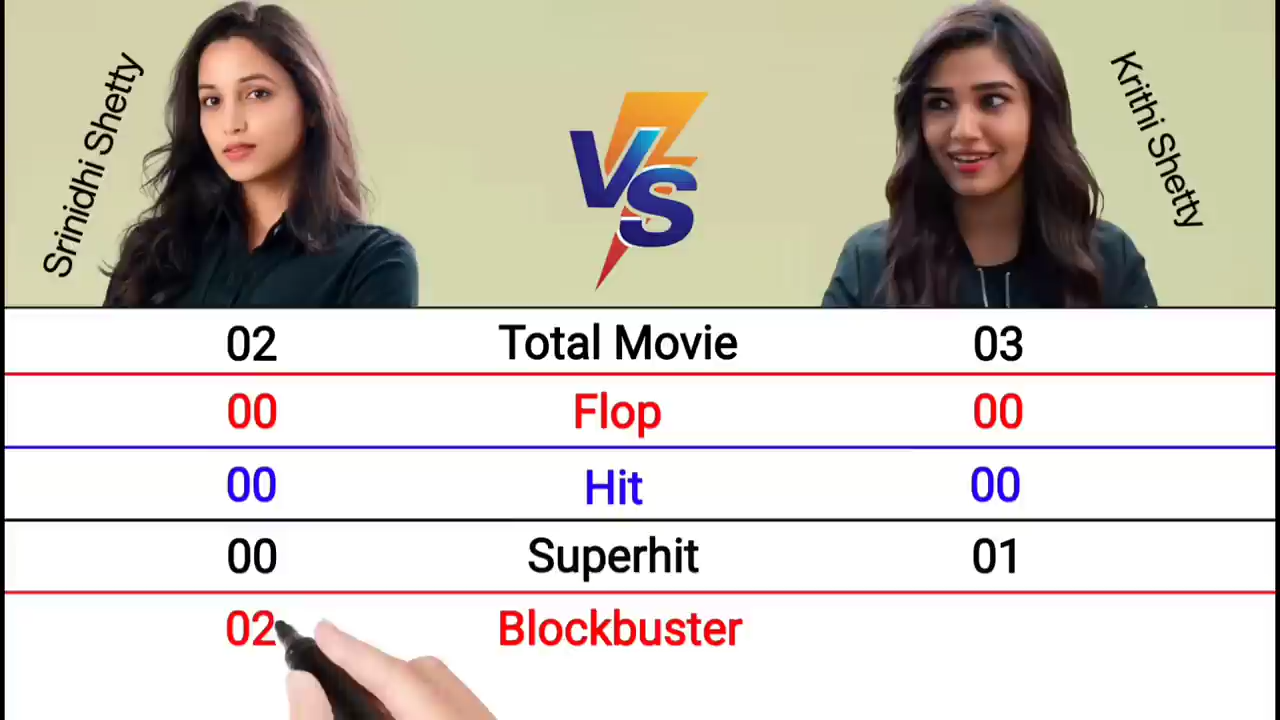 Srinidhi Shetty
VS
Krithi Shetty
02 Total Movie 03
00 Flop 00
00 Hit 00
00 Superhit 01
02 Blockbuster